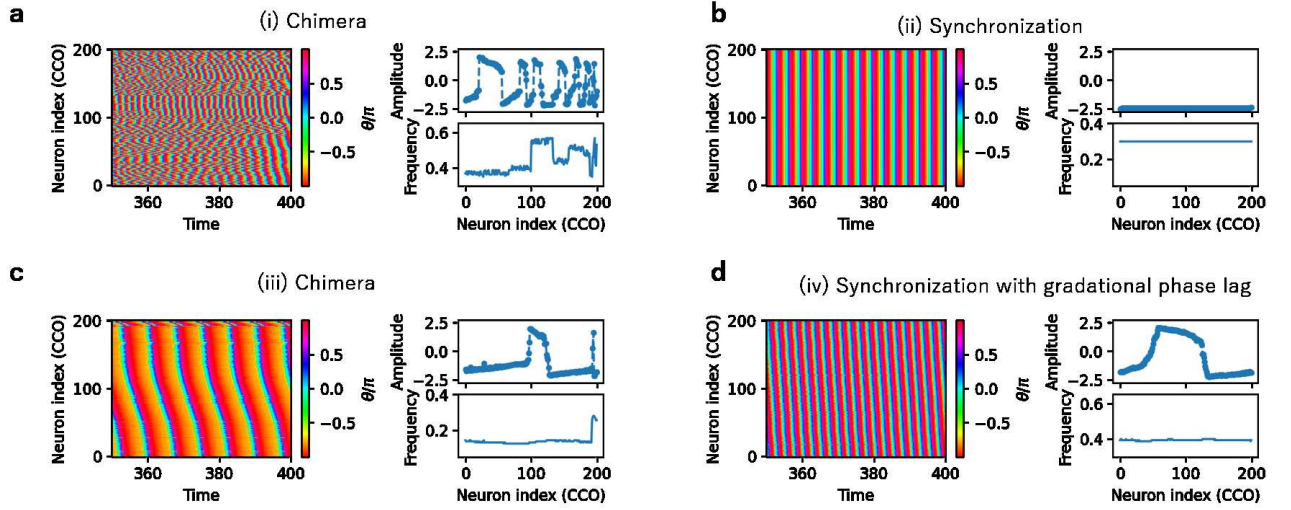 a
(i) Chimera
Neuron index (CCO)
200
100
0
360
380
400
Time
0.5
0.0
−0.5
θ/π
Amplitude
2.5
0.0
−2.5
Frequency
0.6
0.4
0
100
200
Neuron index (CCO)
b
(ii) Synchronization
Neuron index (CCO)
200
100
0
360
380
400
Time
0.5
0.0
−0.5
θ/π
Amplitude
2.5
0.0
−2.5
Frequency
0.4
0.2
0
100
200
Neuron index (CCO)
c
(iii) Chimera
Neuron index (CCO)
200
100
0
360
380
400
Time
0.5
0.0
−0.5
θ/π
Amplitude
2.5
0.0
−2.5
Frequency
0.4
0.2
0
100
200
Neuron index (CCO)
d
(iv) Synchronization with gradational phase lag
Neuron index (CCO)
200
100
0
360
380
400
Time
0.5
0.0
−0.5
θ/π
Amplitude
2.5
0.0
−2.5
Frequency
0.6
0.4
0
100
200
Neuron index (CCO)